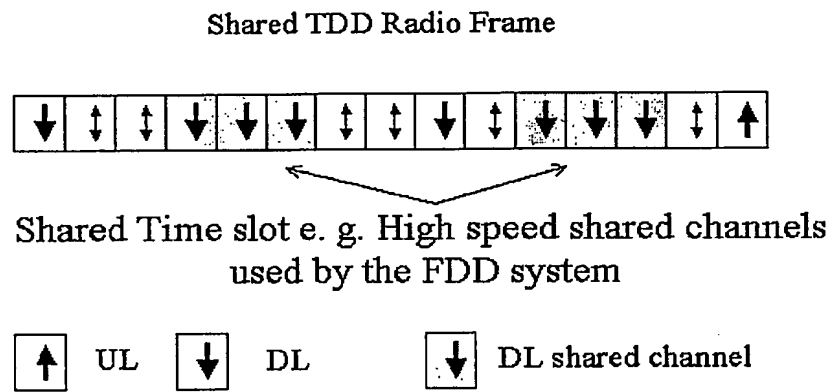 Shared TDD Radio Frame
Shared Time slot e. g. High speed shared channels
used by the FDD system
UL DL DL shared channel